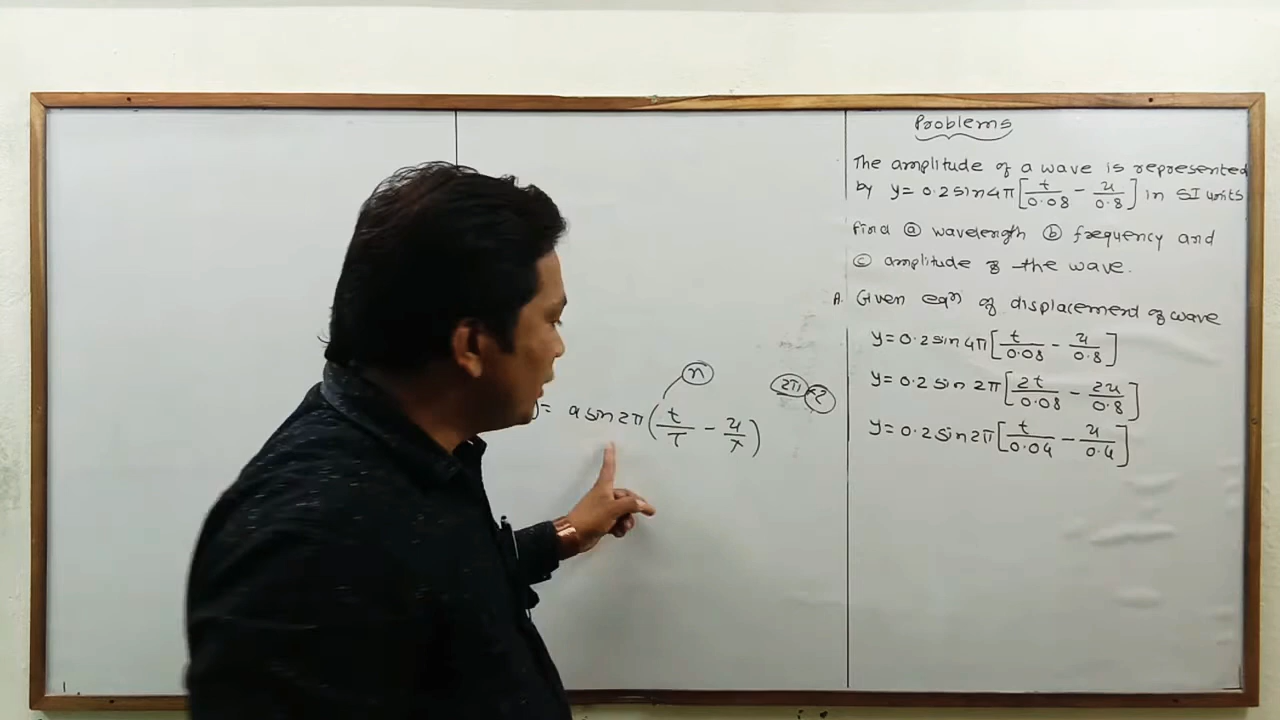 Problems
The amplitude of a wave is represented
by y = 0.2 sin 4π [t/0.08 - x/0.8] in SI units
Find ⓐ wavelength ⓑ frequency and
ⓒ amplitude of the wave.
A. Given eqn of displacement of wave
y = 0.2 sin 4π [t/0.08 - x/0.8]
y = 0.2 sin 2π [2t/0.08 - 2x/0.8]
y = 0.2 sin 2π [t/0.04 - x/0.4]
n
= a sin 2π (t/T - x/λ)
2π × 2